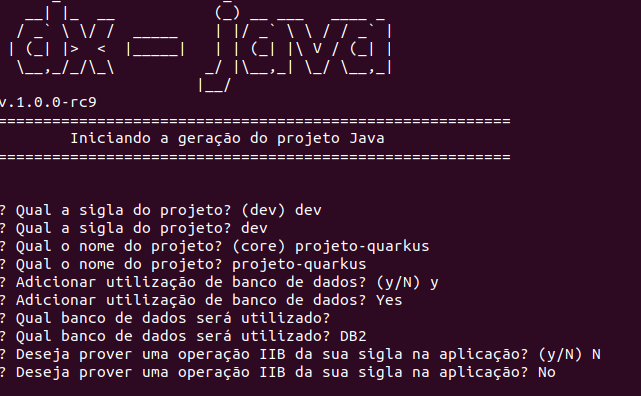 dx - java
v.1.0.0-rc9
==========================================================
Iniciando a geração do projeto Java
==========================================================
? Qual a sigla do projeto? (dev) dev
? Qual a sigla do projeto? dev
? Qual o nome do projeto? (core) projeto-quarkus
? Qual o nome do projeto? projeto-quarkus
? Adicionar utilização de banco de dados? (y/N) y
? Adicionar utilização de banco de dados? Yes
? Qual banco de dados será utilizado?
? Qual banco de dados será utilizado? DB2
? Deseja prover uma operação IIB da sua sigla na aplicação? (y/N) N
? Deseja prover uma operação IIB da sua sigla na aplicação? No